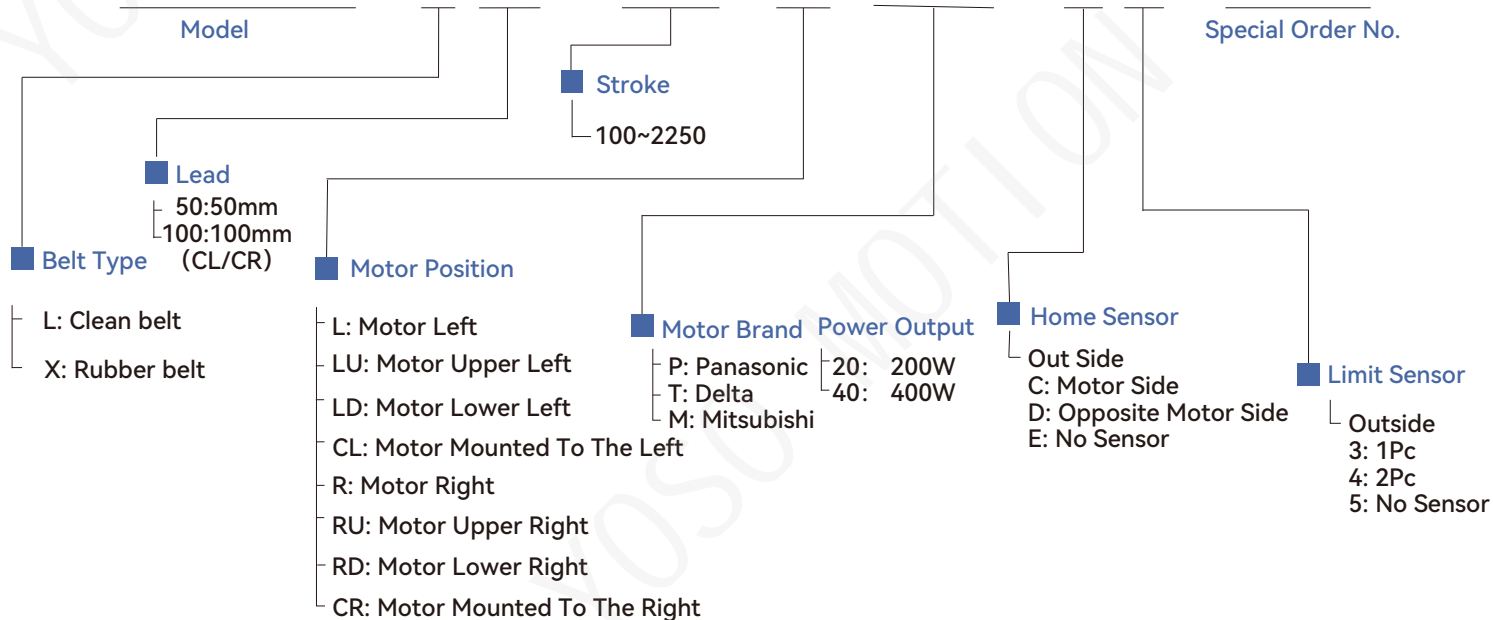 Model
Special Order No.
Stroke
100~2250
Lead
50:50mm
100:100mm
(CL/CR)
Belt Type
L: Clean belt
X: Rubber belt
Motor Position
L: Motor Left
LU: Motor Upper Left
LD: Motor Lower Left
CL: Motor Mounted To The Left
R: Motor Right
RU: Motor Upper Right
RD: Motor Lower Right
CR: Motor Mounted To The Right
Motor Brand
P: Panasonic
T: Delta
M: Mitsubishi
Power Output
20: 200W
40: 400W
Home Sensor
Out Side
C: Motor Side
D: Opposite Motor Side
E: No Sensor
Limit Sensor
Outside
3: 1Pc
4: 2Pc
5: No Sensor
YOSO MOTION